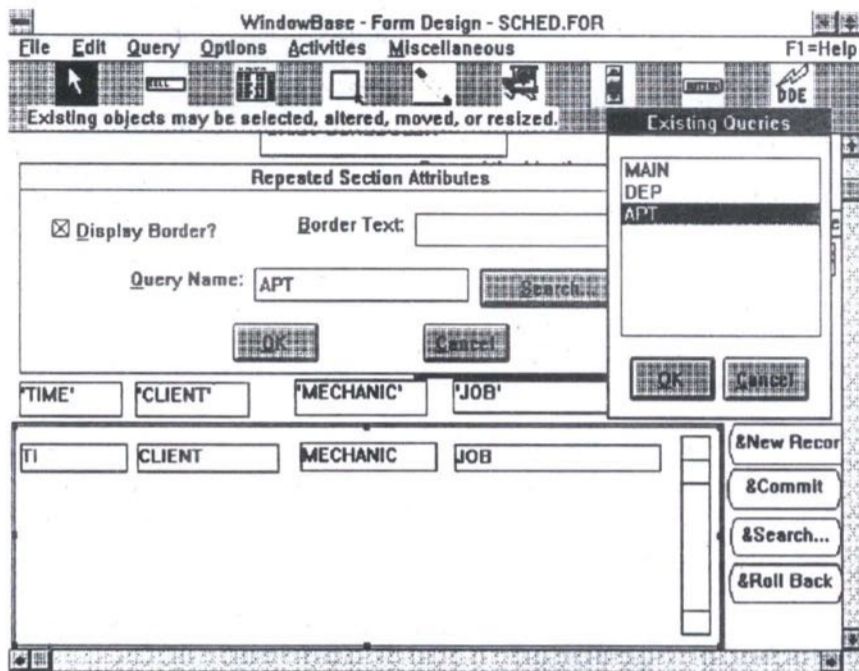 WindowBase - Form Design - SCHED.FOR
File Edit Query Options Activities Miscellaneous F1=Help
DDE
Existing objects may be selected, altered, moved, or resized.
Existing Queries
MAIN
DEP
APT
OK Cancel
Repeated Section Attributes
Display Border? Border Text:
Query Name: APT Search...
OK Cancel
'TIME' 'CLIENT' 'MECHANIC' 'JOB'
TI CLIENT MECHANIC JOB
&New Recor
&Commit
&Search...
&Roll Back